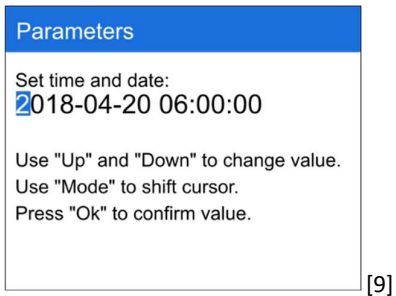 Parameters
Set time and date:
2018-04-20 06:00:00
Use "Up" and "Down" to change value.
Use "Mode" to shift cursor.
Press "Ok" to confirm value.
[9]